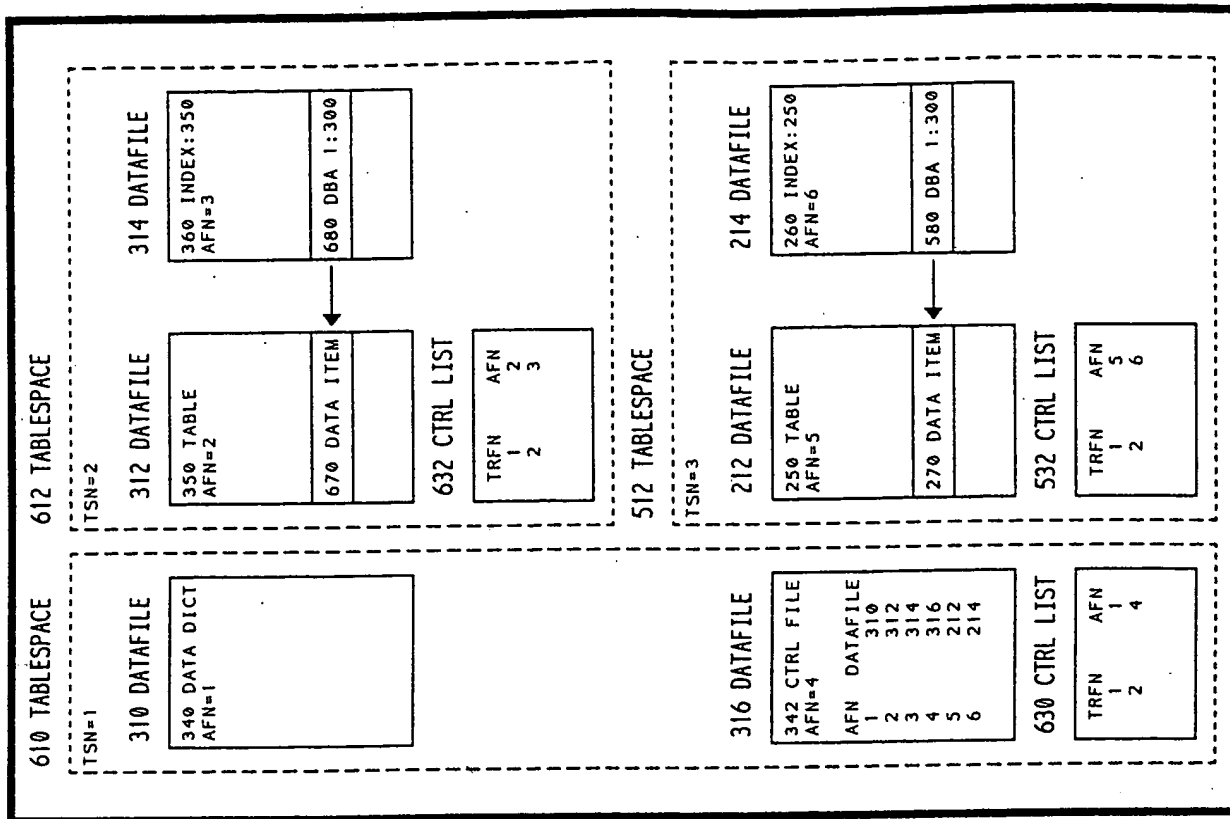 610 TABLESPACE
TSN=1
310 DATAFILE
340 DATA DICT
AFN=1
316 DATAFILE
342 CTRL FILE
AFN=4
AFN DATAFILE
1 310
2 312
3 314
4 316
5 212
6 214
630 CTRL LIST
TRFN AFN
1 1
2 4
612 TABLESPACE
TSN=2
312 DATAFILE
350 TABLE
AFN=2
670 DATA ITEM
314 DATAFILE
360 INDEX:350
AFN=3
680 DBA 1:300
632 CTRL LIST
TRFN AFN
1 2
2 3
512 TABLESPACE
TSN=3
212 DATAFILE
250 TABLE
AFN=5
270 DATA ITEM
214 DATAFILE
260 INDEX:250
AFN=6
580 DBA 1:300
532 CTRL LIST
TRFN AFN
1 5
2 6